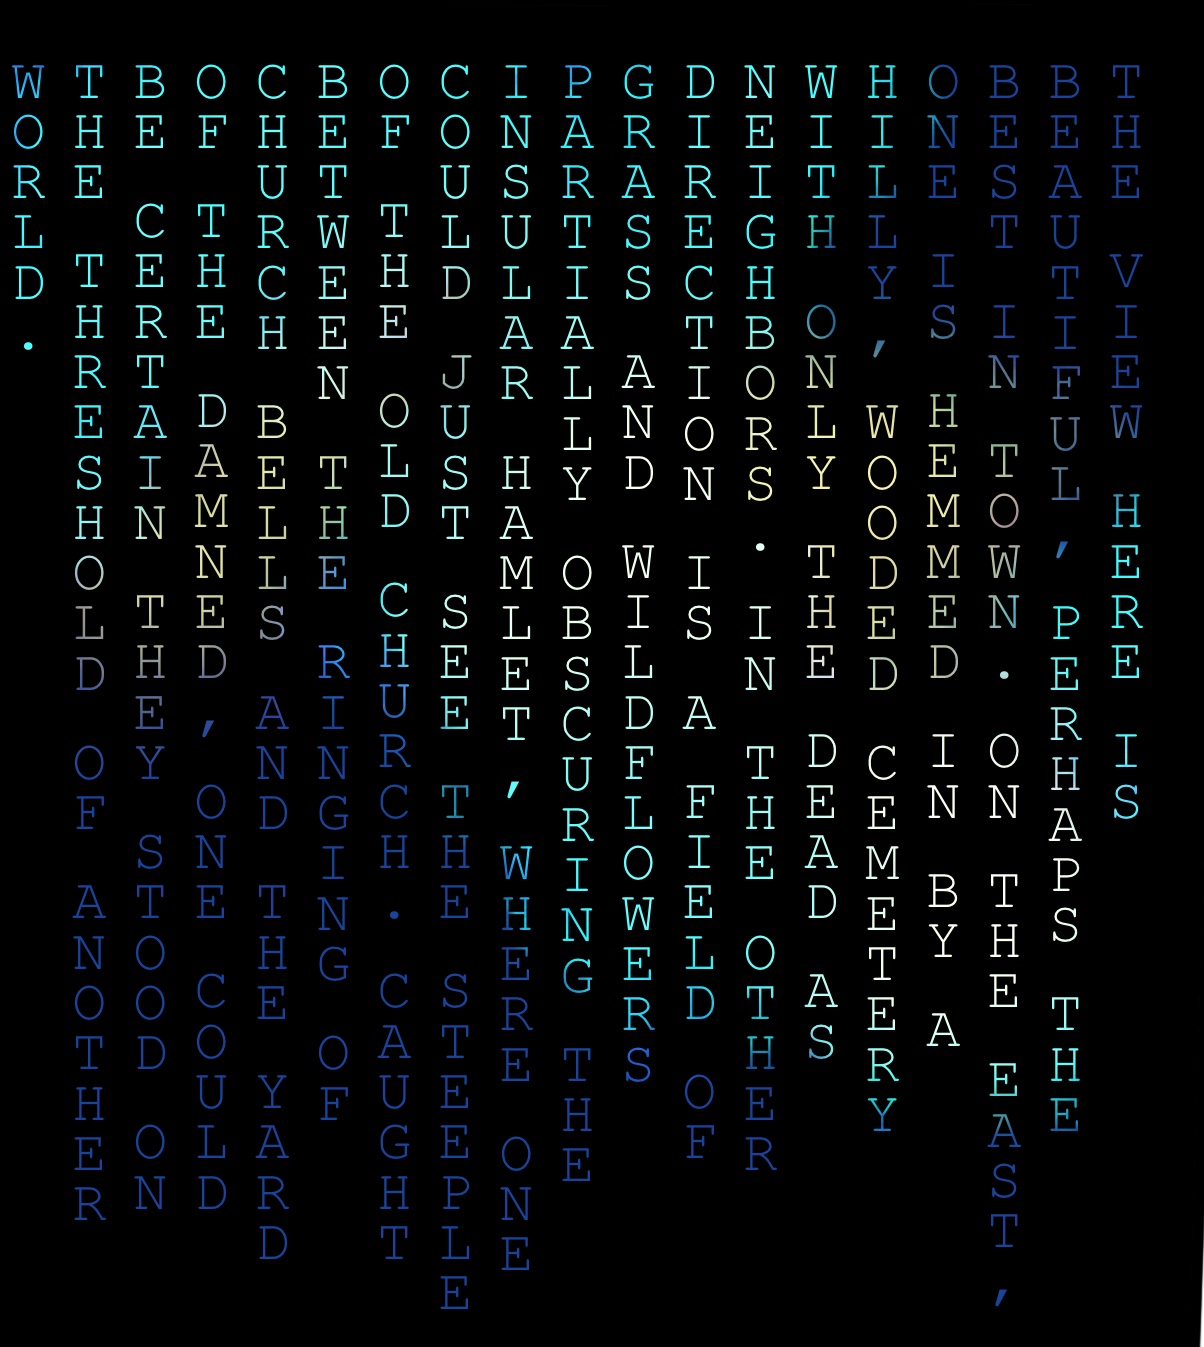 THE VIEW HERE IS
BEAUTIFUL, PERHAPS THE
BEST IN TOWN. ON THE EAST,
ONE IS HEMMED IN BY A
HILLY, WOODED CEMETERY
WITH ONLY THE DEAD AS
NEIGHBORS. IN THE OTHER
DIRECTION IS A FIELD OF
GRASS AND WILDFLOWERS
PARTIALLY OBSCURING THE
INSULAR HAMLET, WHERE ONE
COULD JUST SEE THE STEEPLE
OF THE OLD CHURCH. CAUGHT
BETWEEN THE RINGING OF
CHURCH BELLS AND THE YARD
OF THE DAMNED, ONE COULD
BE CERTAIN THEY STOOD ON
THE THRESHOLD OF ANOTHER
WORLD.